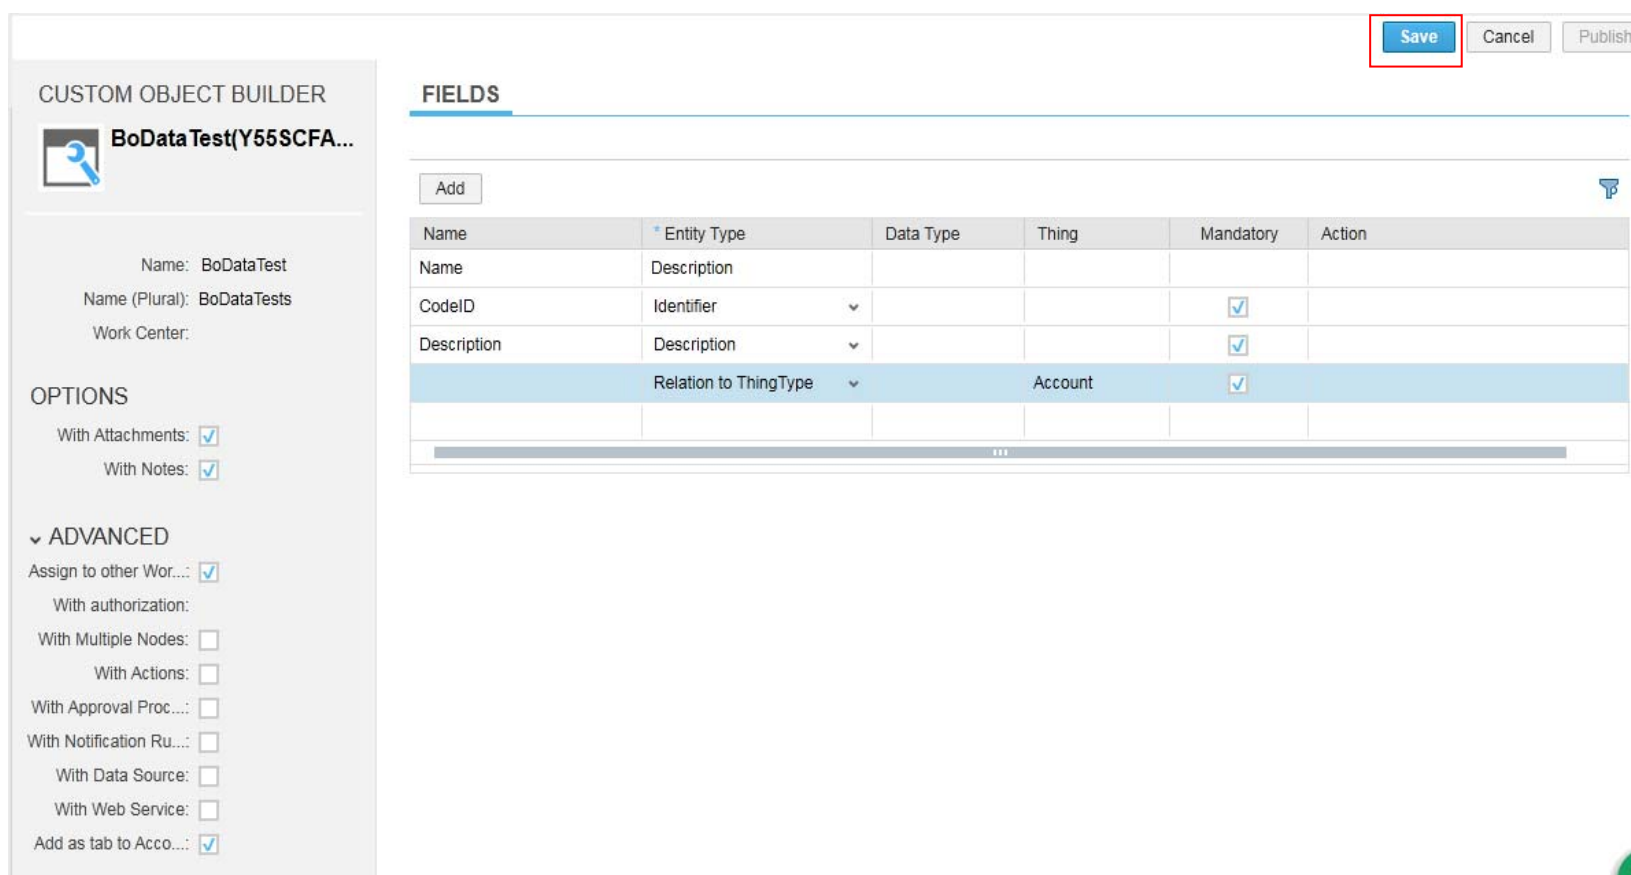 Save Cancel Publish
CUSTOM OBJECT BUILDER
BoDataTest(Y55SCFA...
Name: BoDataTest
Name (Plural): BoDataTests
Work Center:
OPTIONS
With Attachments:
With Notes:
ADVANCED
Assign to other Wor...:
With authorization:
With Multiple Nodes:
With Actions:
With Approval Proc...:
With Notification Ru...:
With Data Source:
With Web Service:
Add as tab to Acco...:
FIELDS
Add
Name * Entity Type Data Type Thing Mandatory Action
Name Description
CodeID Identifier
Description Description
Relation to ThingType Account